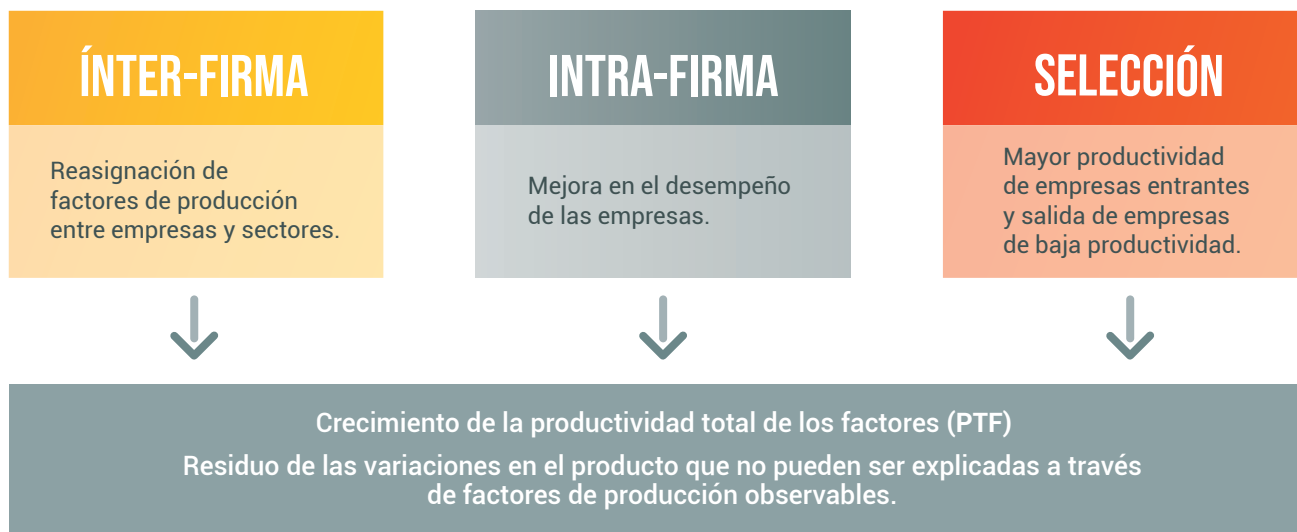 ÍNTER-FIRMA
Reasignación de
factores de producción
entre empresas y sectores.
INTRA-FIRMA
Mejora en el desempeño
de las empresas.
SELECCIÓN
Mayor productividad
de empresas entrantes
y salida de empresas
de baja productividad.
Crecimiento de la productividad total de los factores (PTF)
Residuo de las variaciones en el producto que no pueden ser explicadas a través
de factores de producción observables.